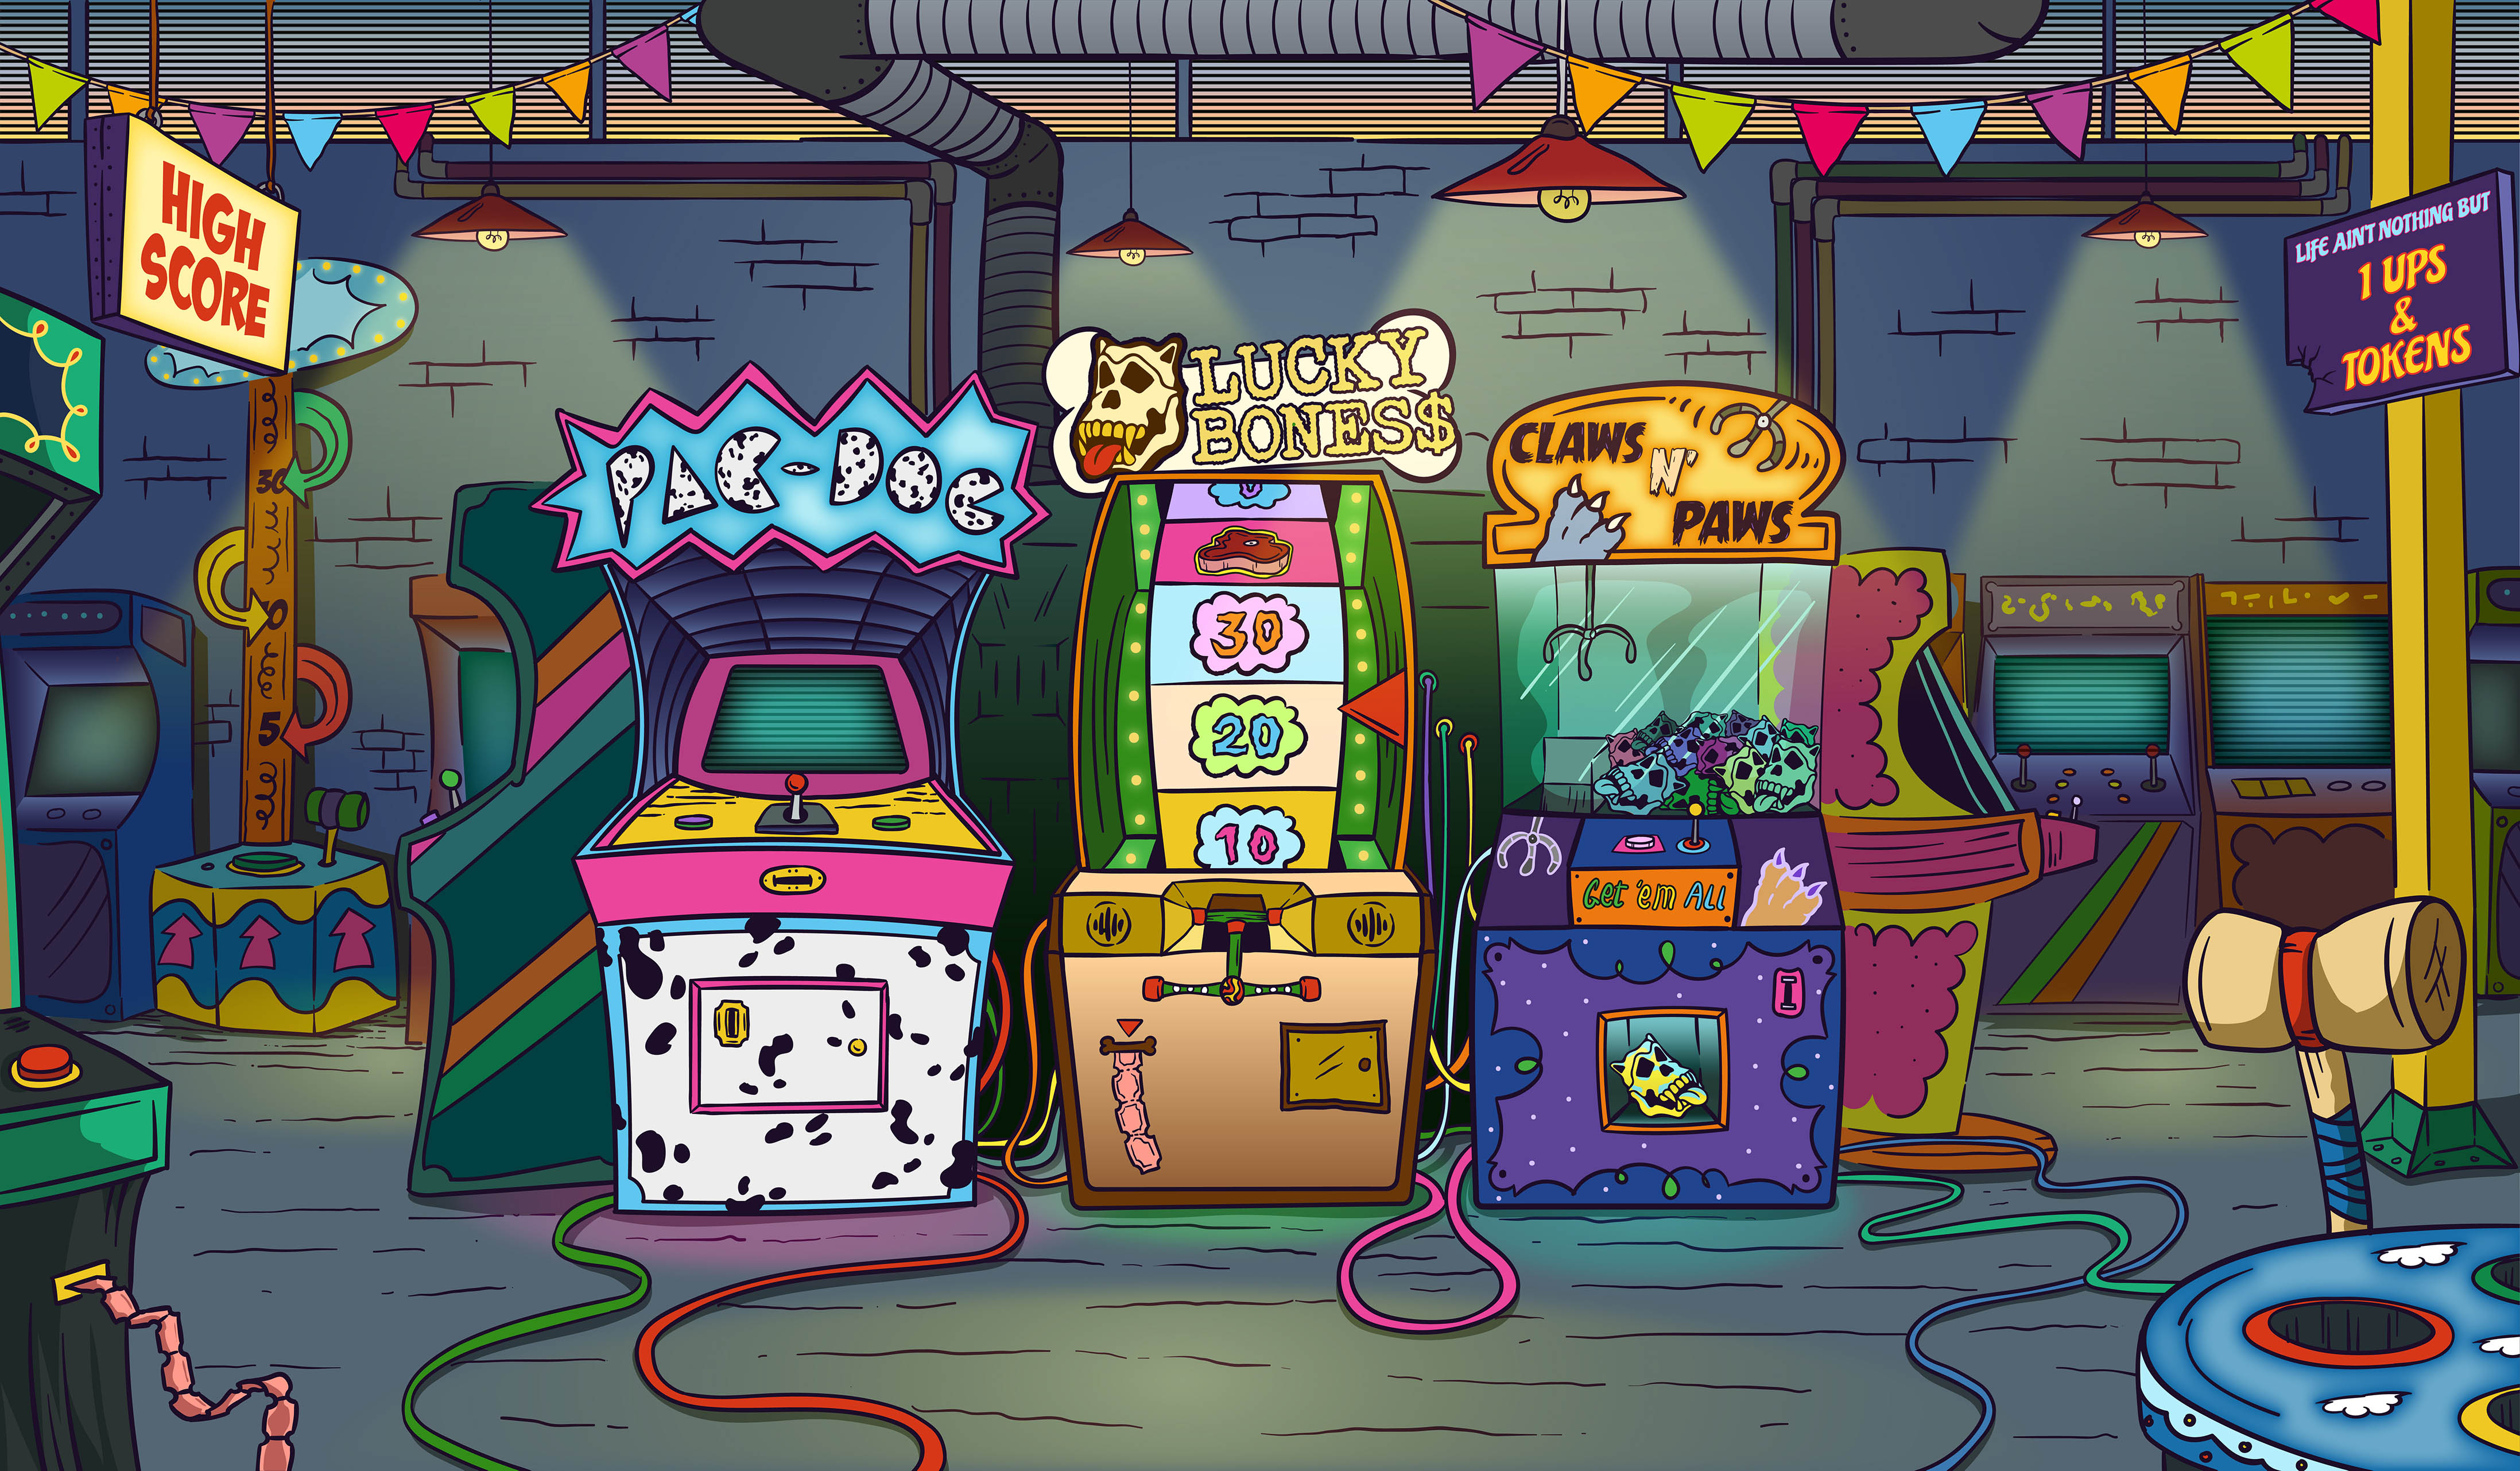 HIGH
SCORE
LIFE AIN'T NOTHING BUT
1 UPS
&
TOKENS
PAC-DOG
LUCKY
BONES$
CLAWS
N'
PAWS
30
5
30
20
10
Get 'em All